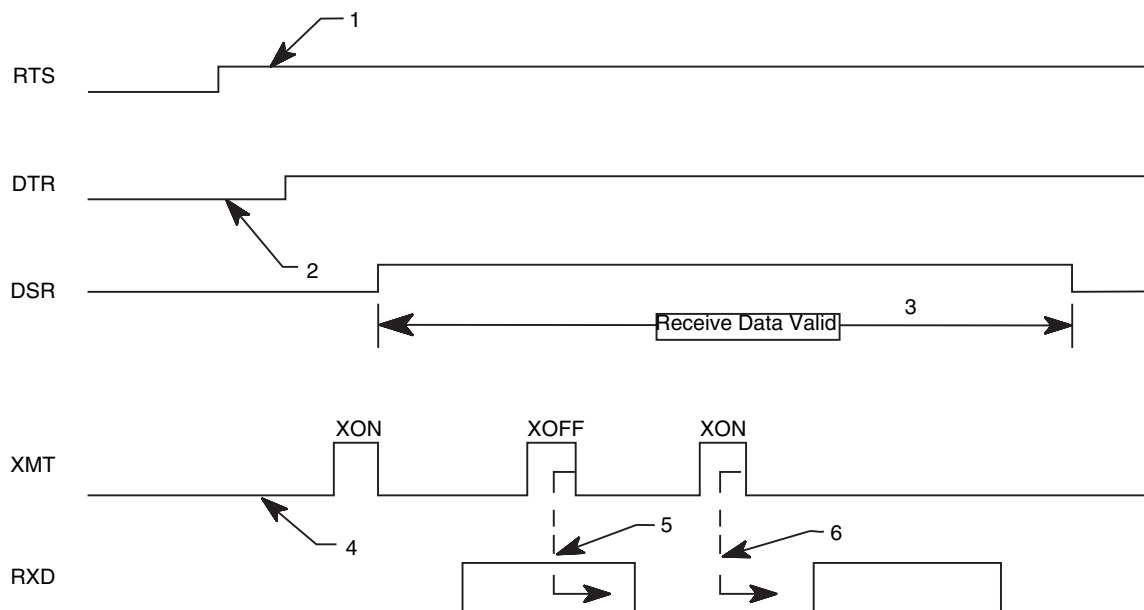 1
RTS
DTR
2
DSR
3
Receive Data Valid
XON XOFF XON
XMT
4
5
6
RXD